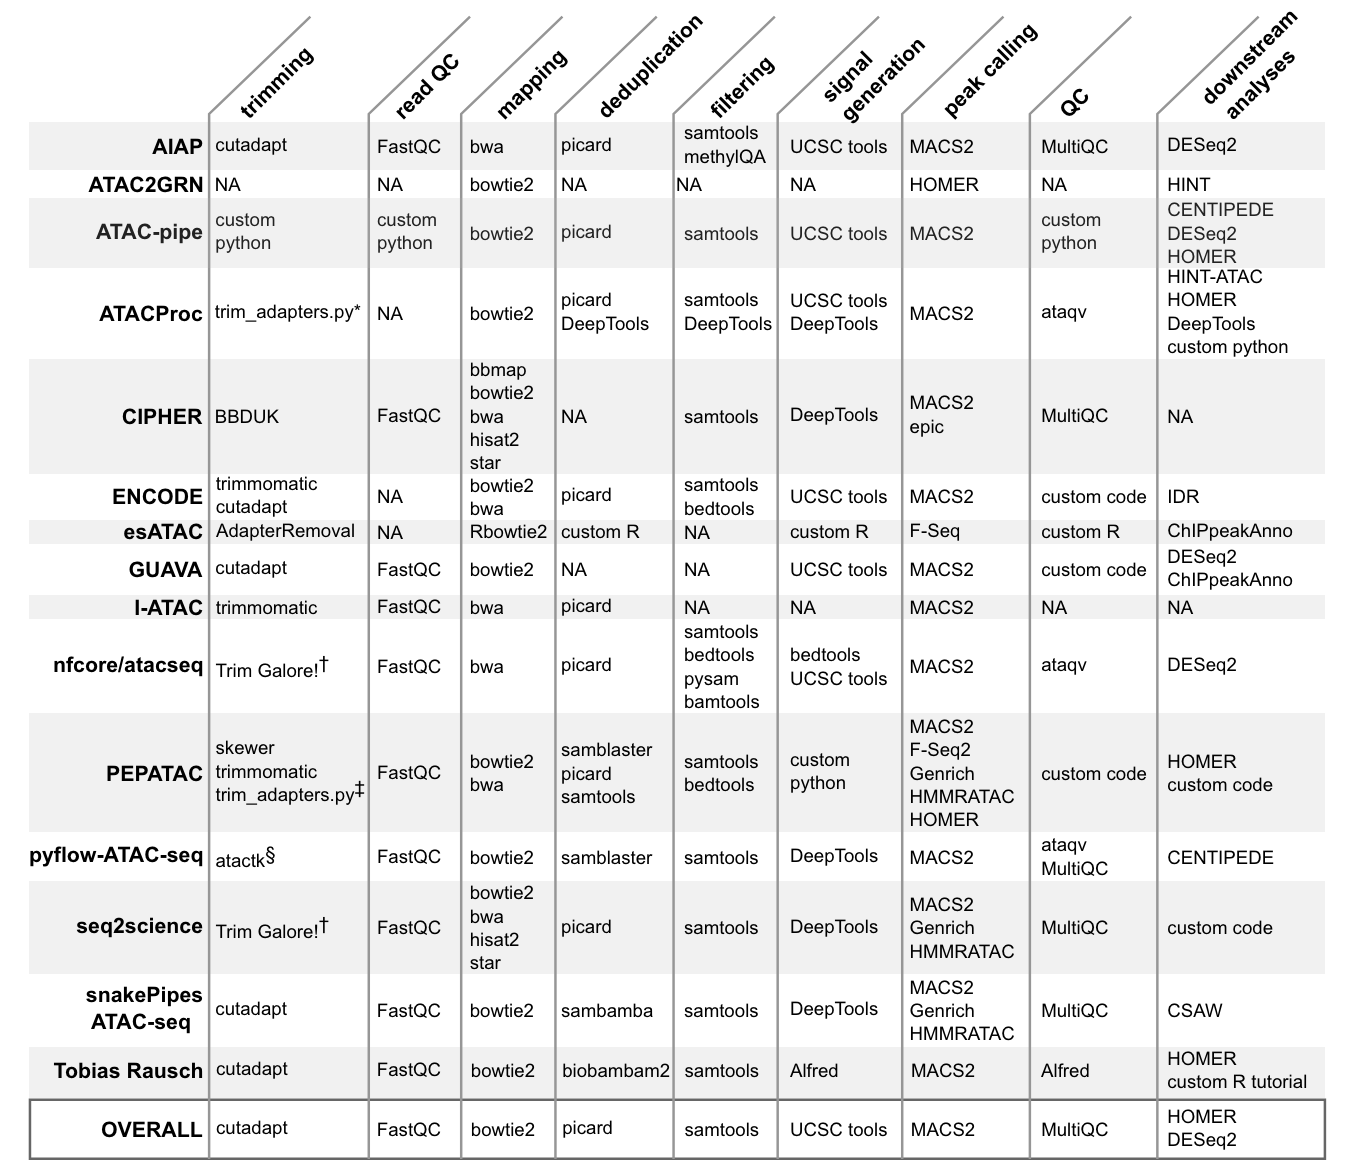 trimming
read QC
mapping
deduplication
filtering
signal
generation
peak calling
QC
downstream
analyses
AIAP cutadapt FastQC bwa picard samtools methylQA UCSC tools MACS2 MultiQC DESeq2
ATAC2GRN NA NA bowtie2 NA NA NA HOMER NA HINT
ATAC-pipe custom python custom python bowtie2 picard samtools UCSC tools MACS2 custom python CENTIPEDE DESeq2 HOMER
ATACProc trim_adapters.py* NA bowtie2 picard DeepTools samtools DeepTools UCSC tools DeepTools MACS2 ataqv HINT-ATAC HOMER DeepTools custom python
CIPHER BBDUK FastQC bbmap bowtie2 bwa hisat2 star NA samtools DeepTools MACS2 epic MultiQC NA
ENCODE trimmomatic cutadapt NA bowtie2 bwa picard samtools bedtools UCSC tools MACS2 custom code IDR
esATAC AdapterRemoval NA Rbowtie2 custom R NA custom R F-Seq custom R ChIPpeakAnno
GUAVA cutadapt FastQC bowtie2 NA NA UCSC tools MACS2 custom code DESeq2 ChIPpeakAnno
I-ATAC trimmomatic FastQC bwa picard NA NA MACS2 NA NA
nfcore/atacseq Trim Galore!† FastQC bwa picard samtools bedtools pysam bamtools bedtools UCSC tools MACS2 ataqv DESeq2
PEPATAC skewer trimmomatic trim_adapters.py‡ FastQC bowtie2 bwa samblaster picard samtools samtools bedtools custom python MACS2 F-Seq2 Genrich HMMRATAC HOMER custom code HOMER custom code
pyflow-ATAC-seq atactk§ FastQC bowtie2 samblaster samtools DeepTools MACS2 ataqv MultiQC CENTIPEDE
seq2science Trim Galore!† FastQC bowtie2 bwa hisat2 star picard samtools DeepTools MACS2 Genrich HMMRATAC MultiQC custom code
snakePipes ATAC-seq cutadapt FastQC bowtie2 sambamba samtools DeepTools MACS2 Genrich HMMRATAC MultiQC CSAW
Tobias Rausch cutadapt FastQC bowtie2 biobambam2 samtools Alfred MACS2 Alfred HOMER custom R tutorial
OVERALL cutadapt FastQC bowtie2 picard samtools UCSC tools MACS2 MultiQC HOMER DESeq2